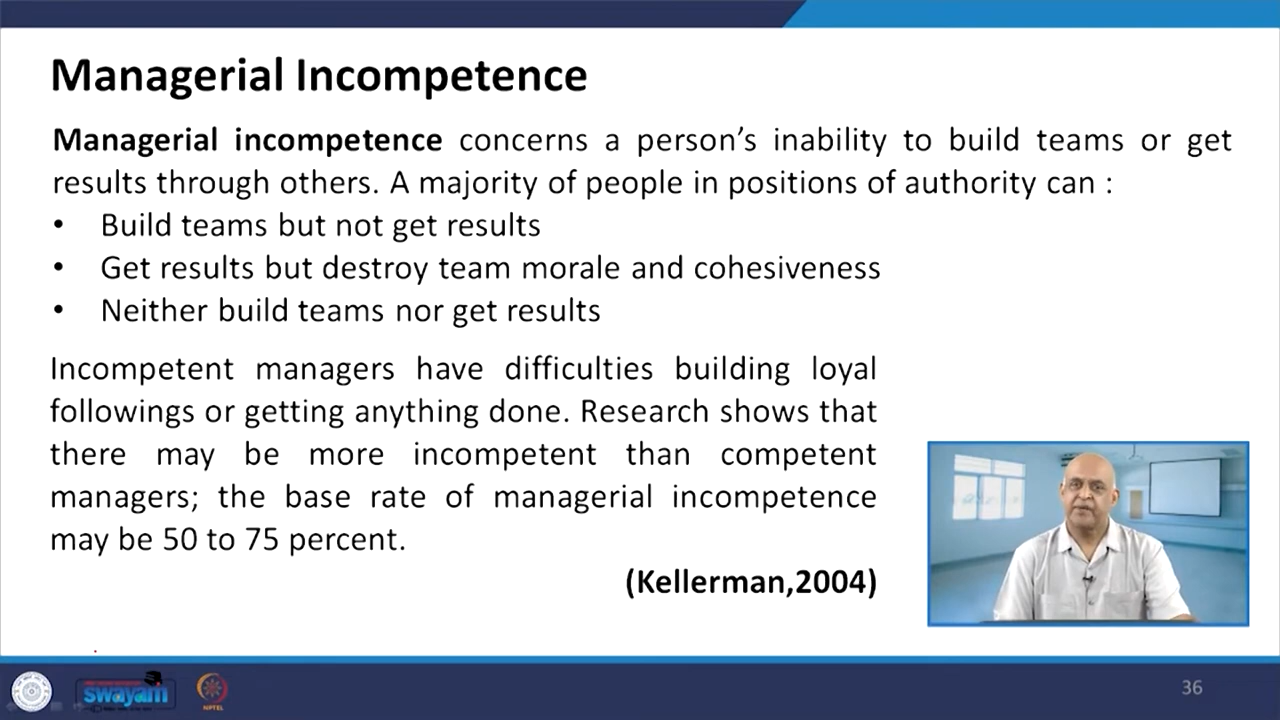 Managerial Incompetence
Managerial incompetence concerns a person's inability to build teams or get
results through others. A majority of people in positions of authority can :
• Build teams but not get results
• Get results but destroy team morale and cohesiveness
• Neither build teams nor get results
Incompetent managers have difficulties building loyal
followings or getting anything done. Research shows that
there may be more incompetent than competent
managers; the base rate of managerial incompetence
may be 50 to 75 percent.
(Kellerman,2004)
swayam
NPTEL
36